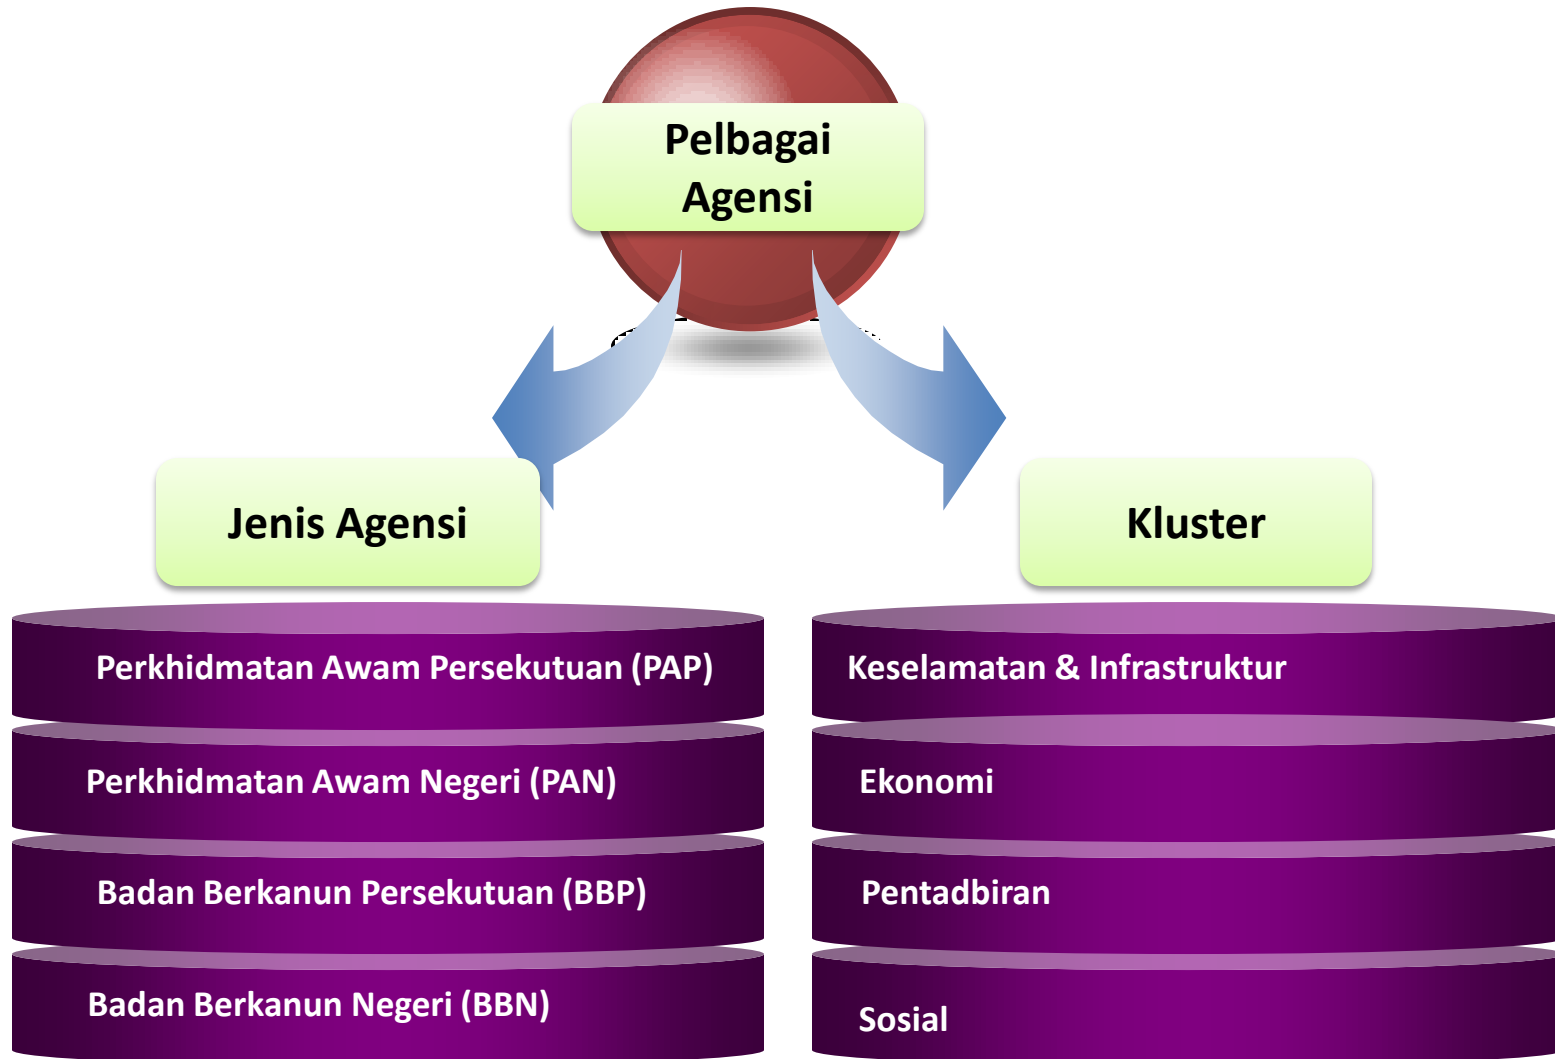 Pelbagai
Agensi
Jenis Agensi
Perkhidmatan Awam Persekutuan (PAP)
Perkhidmatan Awam Negeri (PAN)
Badan Berkanun Persekutuan (BBP)
Badan Berkanun Negeri (BBN)
Kluster
Keselamatan & Infrastruktur
Ekonomi
Pentadbiran
Sosial